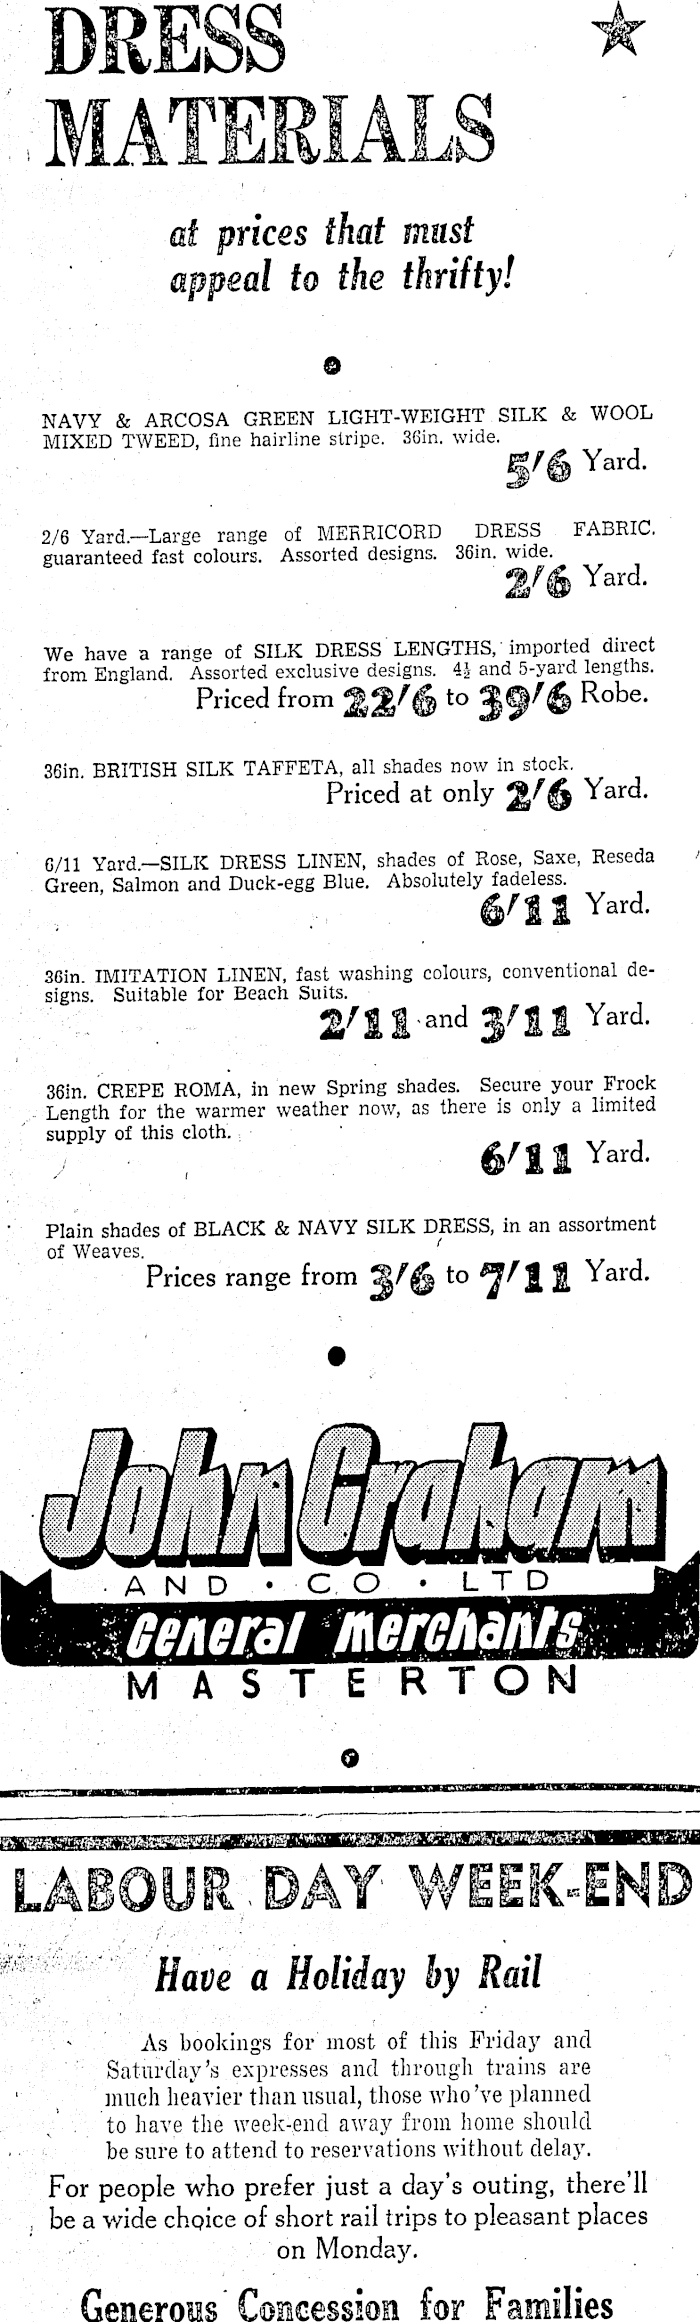 DRESS
MATERIALS
at prices that must
appeal to the thrifty!
NAVY & ARCOSA GREEN LIGHT-WEIGHT SILK & WOOL
MIXED TWEED, fine hairline stripe. 36in. wide.
5/6 Yard.
2/6 Yard.—Large range of MERRICORD DRESS FABRIC.
guaranteed fast colours. Assorted designs. 36in. wide.
2/6 Yard.
We have a range of SILK DRESS LENGTHS, imported direct
from England. Assorted exclusive designs. 4½ and 5-yard lengths.
Priced from 22/6 to 39/6 Robe.
36in. BRITISH SILK TAFFETA, all shades now in stock.
Priced at only 2/6 Yard.
6/11 Yard.—SILK DRESS LINEN, shades of Rose, Saxe, Reseda
Green, Salmon and Duck-egg Blue. Absolutely fadeless.
6/11 Yard.
36in. IMITATION LINEN, fast washing colours, conventional de-
signs. Suitable for Beach Suits.
2/11 and 3/11 Yard.
36in. CREPE ROMA, in new Spring shades. Secure your Frock
Length for the warmer weather now, as there is only a limited
supply of this cloth.
6/11 Yard.
Plain shades of BLACK & NAVY SILK DRESS, in an assortment
of Weaves.
Prices range from 3/6 to 7/11 Yard.
John Graham
AND · CO · LTD
General Merchants
MASTERTON
LABOUR DAY WEEK-END
Have a Holiday by Rail
As bookings for most of this Friday and
Saturday's expresses and through trains are
much heavier than usual, those who've planned
to have the week-end away from home should
be sure to attend to reservations without delay.
For people who prefer just a day's outing, there'll
be a wide choice of short rail trips to pleasant places
on Monday.
Generous Concession for Families